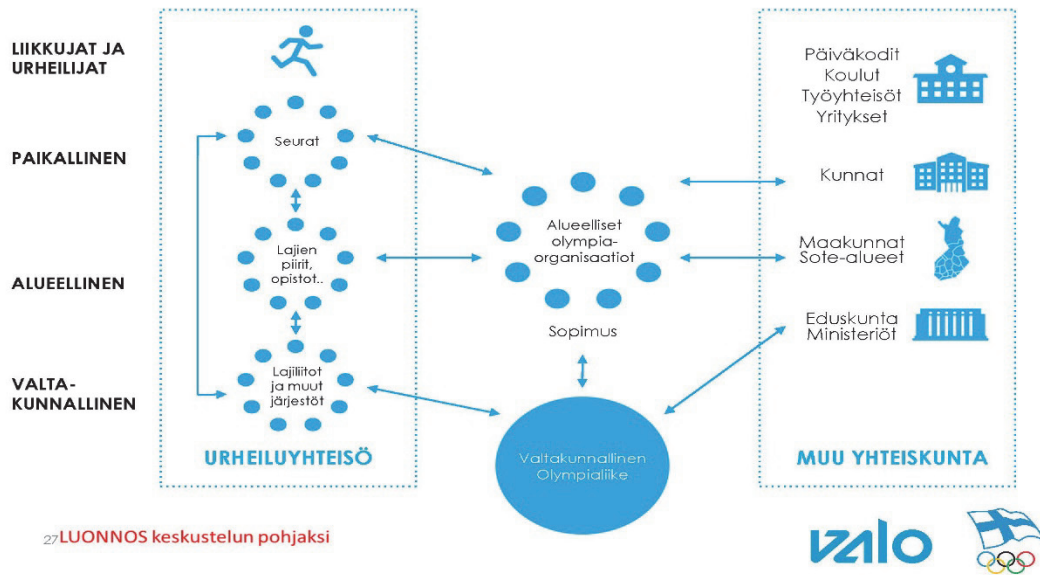 LIIKKUJAT JA
URHEILIJAT
PAIKALLINEN
ALUEELLINEN
VALTA-
KUNNALLINEN
Seurat
Lajien
piirit,
opistot..
Lajiliitot
ja muut
järjestöt
URHEILUYHTEISÖ
Alueelliset
olympia-
organisaatiot
Sopimus
Valtakunnallinen
Olympialiike
Päiväkodit
Koulut
Työyhteisöt
Yritykset
Kunnat
Maakunnat
Sote-alueet
Eduskunta
Ministeriöt
MUU YHTEISKUNTA
27 LUONNOS keskustelun pohjaksi
valo